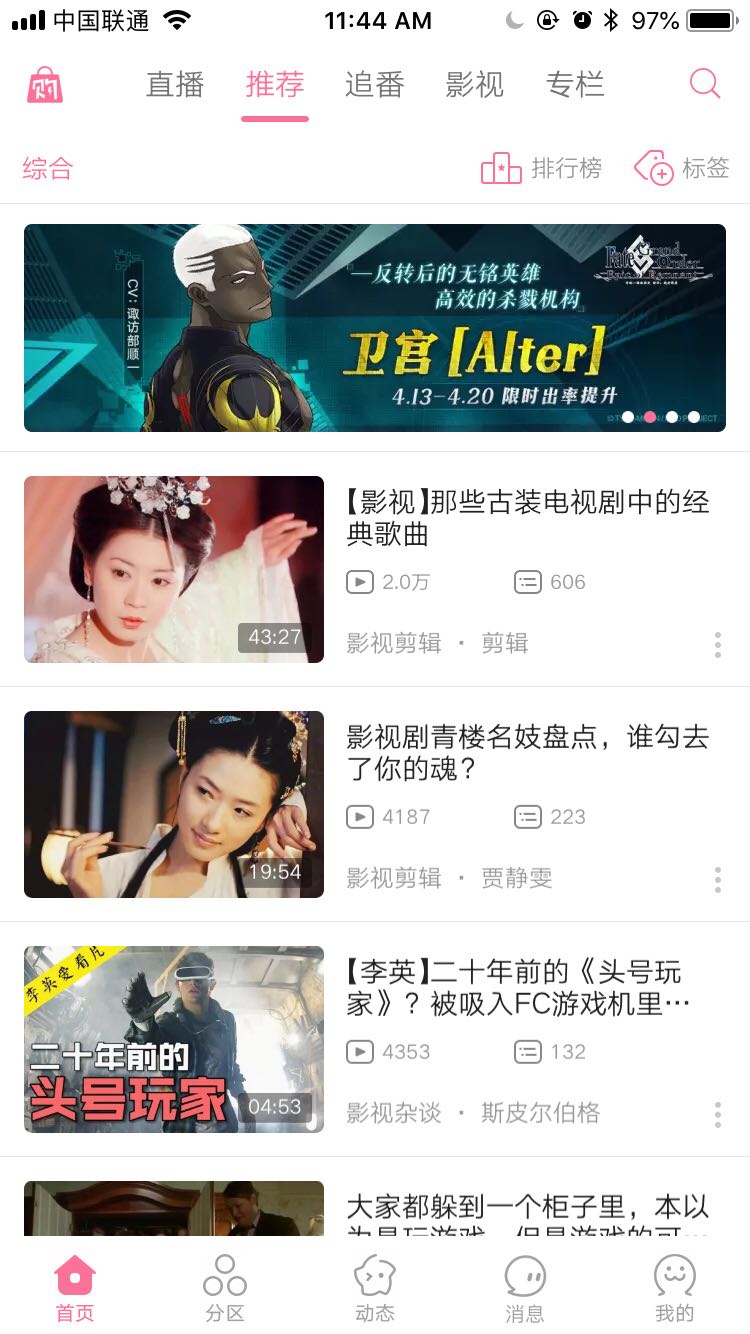 中国联通 11:44 AM 97%
购 直播 推荐 追番 影视 专栏
综合 排行榜 标签
CV：诹访部顺一
「—反转后的无铭英雄
高效的杀戮机构」
Fate Grand Order
卫宫[Alter]
4.13-4.20 限时出率提升
【影视】那些古装电视剧中的经
典歌曲
43:27
2.0万 606
影视剪辑 · 剪辑
影视剧青楼名妓盘点，谁勾去
了你的魂？
19:54
4187 223
影视剪辑 · 贾静雯
李英爱看片
二十年前的
头号玩家
04:53
【李英】二十年前的《头号玩
家》？被吸入FC游戏机里…
4353 132
影视杂谈 · 斯皮尔伯格
大家都躲到一个柜子里，本以
首页 分区 动态 消息 我的